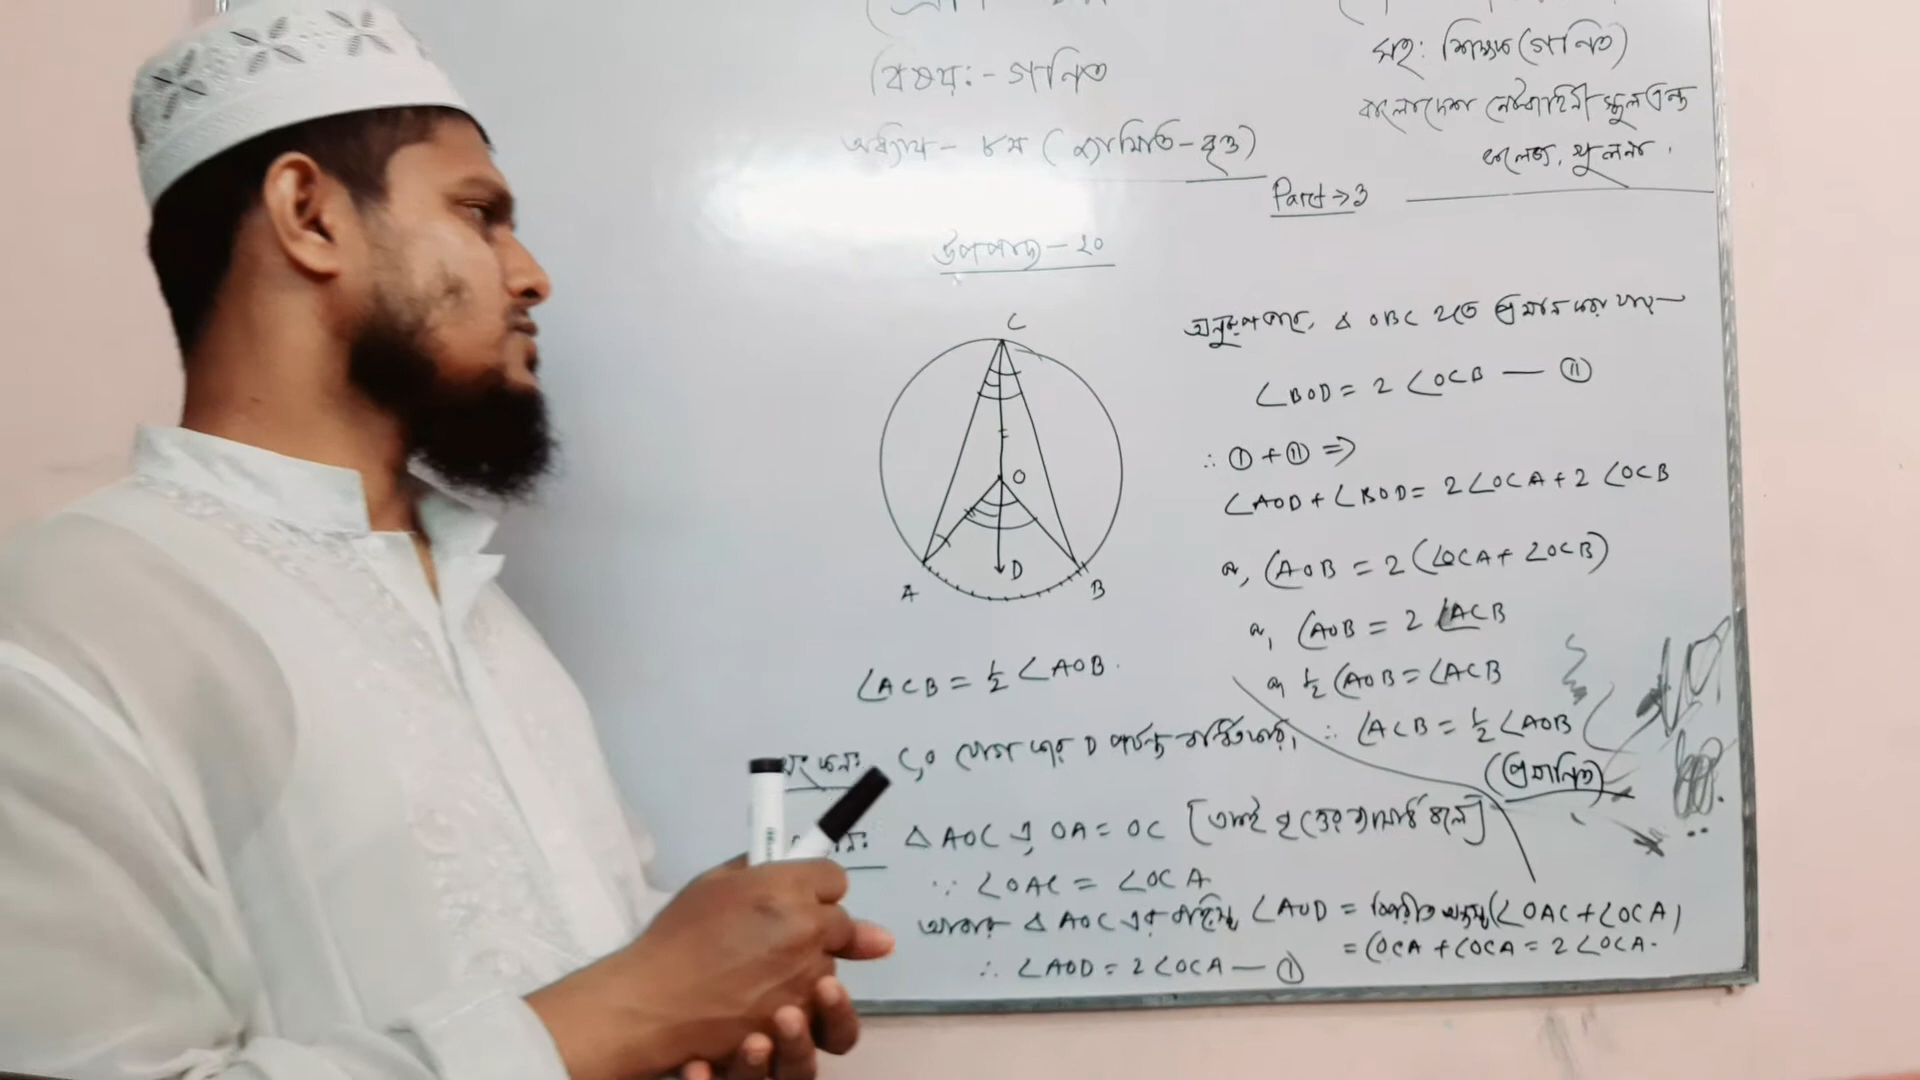 বিষয়:- গনিত
অধ্যায়- ৮ম (জ্যামিতি-বৃত্ত)
সহ: শিক্ষক (গনিত)
বাংলাদেশ নৌবাহিনী স্কুল এন্ড
কলেজ, খুলনা.
Part → 3
উপপাদ্য - ২০
C
O
D
A
B
∠ACB = ½ ∠AOB.
C,O যোগ করে D পর্যন্ত বর্ধিত করি,
△ AOC এ OA = OC [একই বৃত্তের ব্যাসার্ধ বলে]
∴ ∠OAC = ∠OCA
আবার △ AOC এর বহিঃস্থ ∠AOD = বিপরীত অন্তঃস্থ (∠OAC + ∠OCA)
= ∠OCA + ∠OCA = 2 ∠OCA.
∴ ∠AOD = 2 ∠OCA — ⓘ
অনুরূপভাবে, △ OBC হতে প্রমান করা যায়—
∠BOD = 2 ∠OCB — ⓘⓘ
∴ ⓘ + ⓘⓘ ⇒
∠AOD + ∠BOD = 2∠OCA + 2 ∠OCB
বা, ∠AOB = 2 (∠OCA + ∠OCB)
বা, ∠AOB = 2 ∠ACB
বা ½ ∠AOB = ∠ACB
∴ ∠ACB = ½ ∠AOB
(প্রমানিত)